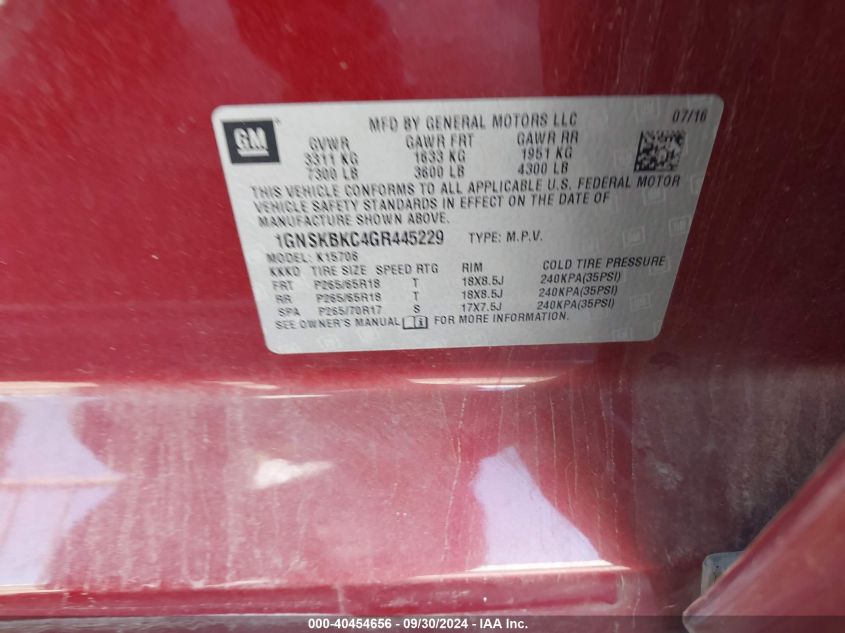 GM
MFD BY GENERAL MOTORS LLC
07/16
GVWR GAWR FRT GAWR RR
3311 KG 1633 KG 1951 KG
7300 LB 3600 LB 4300 LB
THIS VEHICLE CONFORMS TO ALL APPLICABLE U.S. FEDERAL MOTOR
VEHICLE SAFETY STANDARDS IN EFFECT ON THE DATE OF
MANUFACTURE SHOWN ABOVE.
1GNSKBKC4GR445229 TYPE: M.P.V.
MODEL: K15706
KKKO TIRE SIZE SPEED RTG RIM COLD TIRE PRESSURE
FRT P265/65R18 T 18X8.5J 240KPA(35PSI)
RR P265/65R18 T 18X8.5J 240KPA(35PSI)
SPA P265/70R17 S 17X7.5J 240KPA(35PSI)
SEE OWNER'S MANUAL i FOR MORE INFORMATION.
000-40454656 - 09/30/2024 - IAA, Inc.